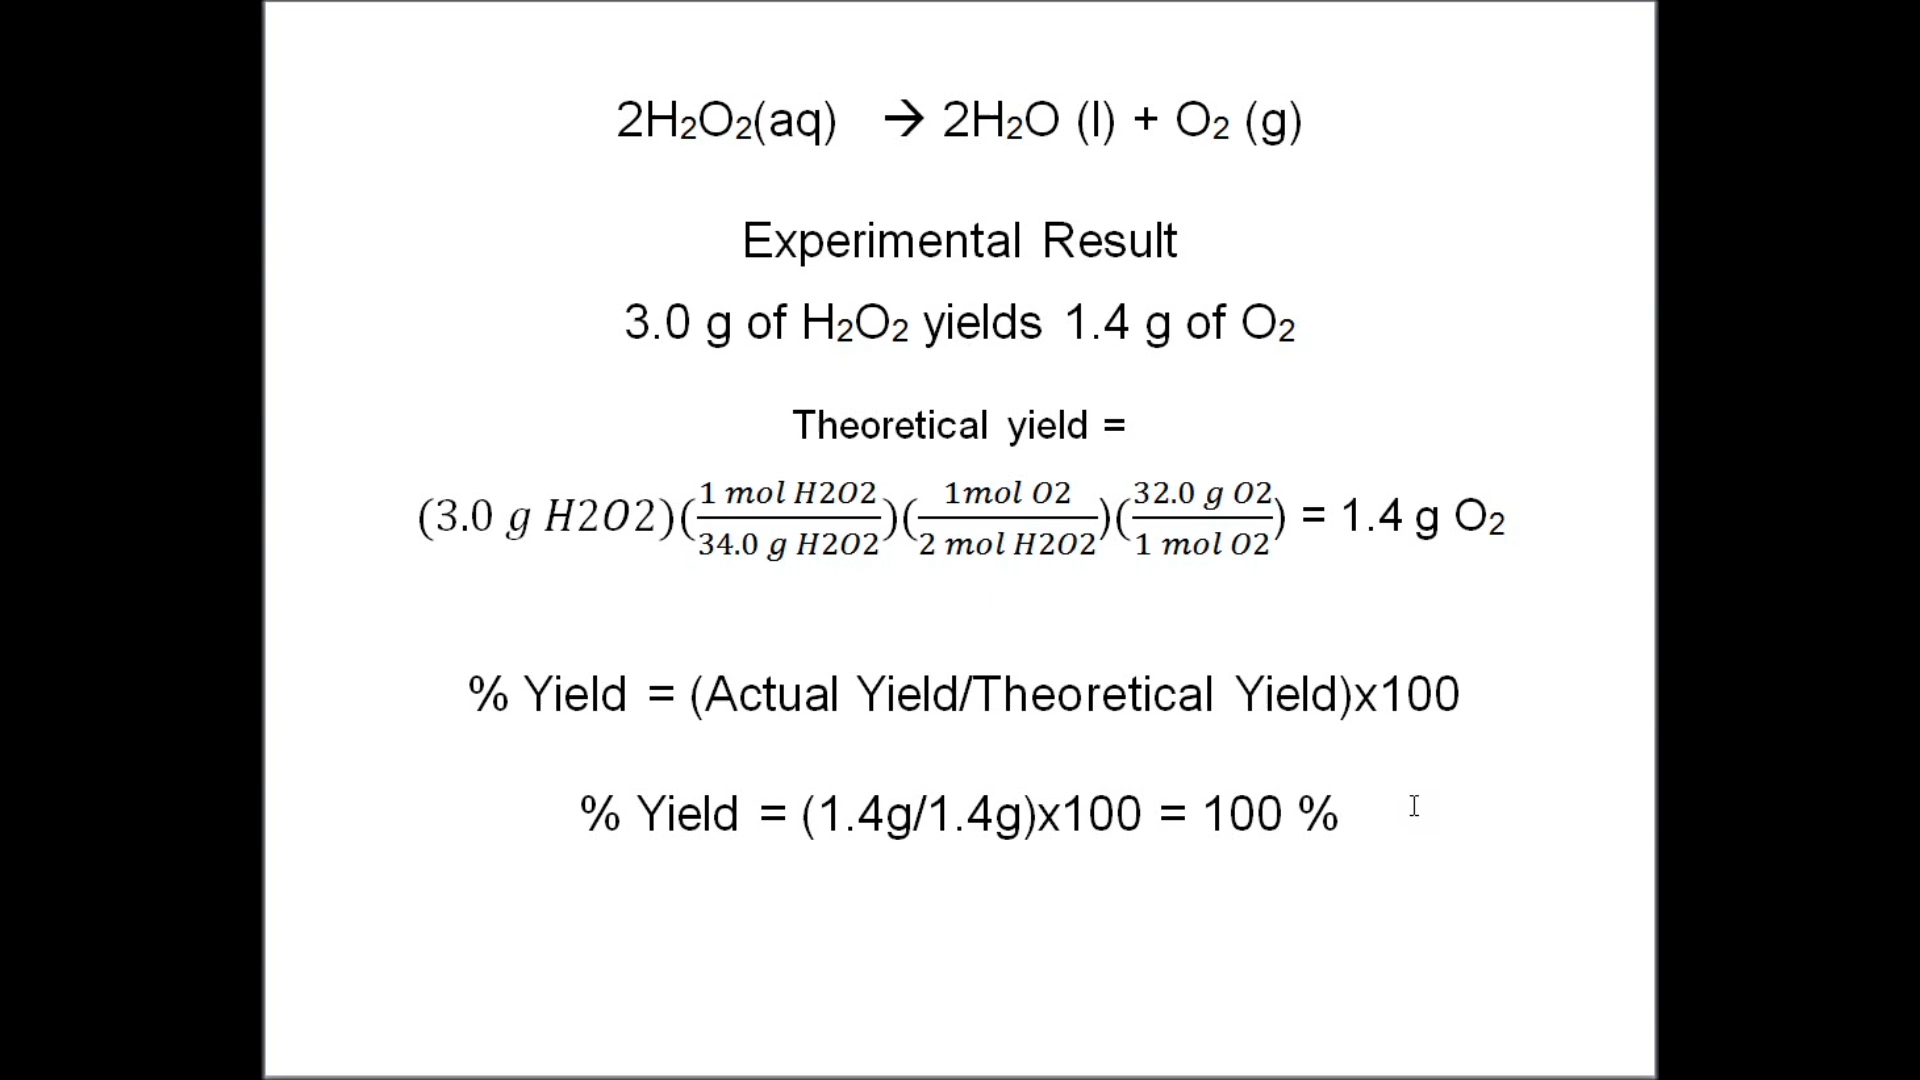 2H₂O₂(aq) → 2H₂O (l) + O₂ (g)
Experimental Result
3.0 g of H₂O₂ yields 1.4 g of O₂
Theoretical yield =
(3.0 g H2O2)(1 mol H2O2/34.0 g H2O2)(1mol O2/2 mol H2O2)(32.0 g O2/1 mol O2) = 1.4 g O₂
% Yield = (Actual Yield/Theoretical Yield)x100
% Yield = (1.4g/1.4g)x100 = 100 %